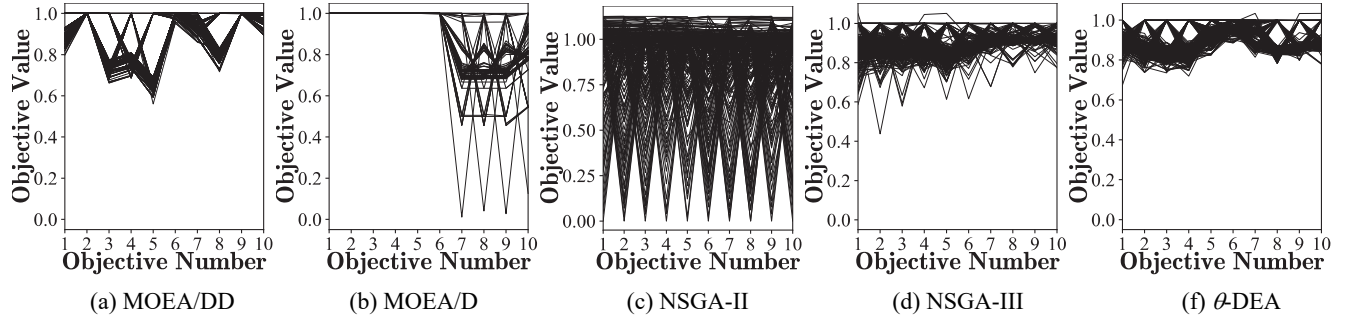 Objective Value
1.0
0.8
0.6
0.4
0.2
0.0
1 2 3 4 5 6 7 8 9 10
Objective Number
(a) MOEA/DD
Objective Value
1.0
0.8
0.6
0.4
0.2
0.0
1 2 3 4 5 6 7 8 9 10
Objective Number
(b) MOEA/D
Objective Value
1.00
0.75
0.50
0.25
0.00
1 2 3 4 5 6 7 8 9 10
Objective Number
(c) NSGA-II
Objective Value
1.0
0.8
0.6
0.4
0.2
0.0
1 2 3 4 5 6 7 8 9 10
Objective Number
(d) NSGA-III
Objective Value
1.0
0.8
0.6
0.4
0.2
0.0
1 2 3 4 5 6 7 8 9 10
Objective Number
(f) θ-DEA